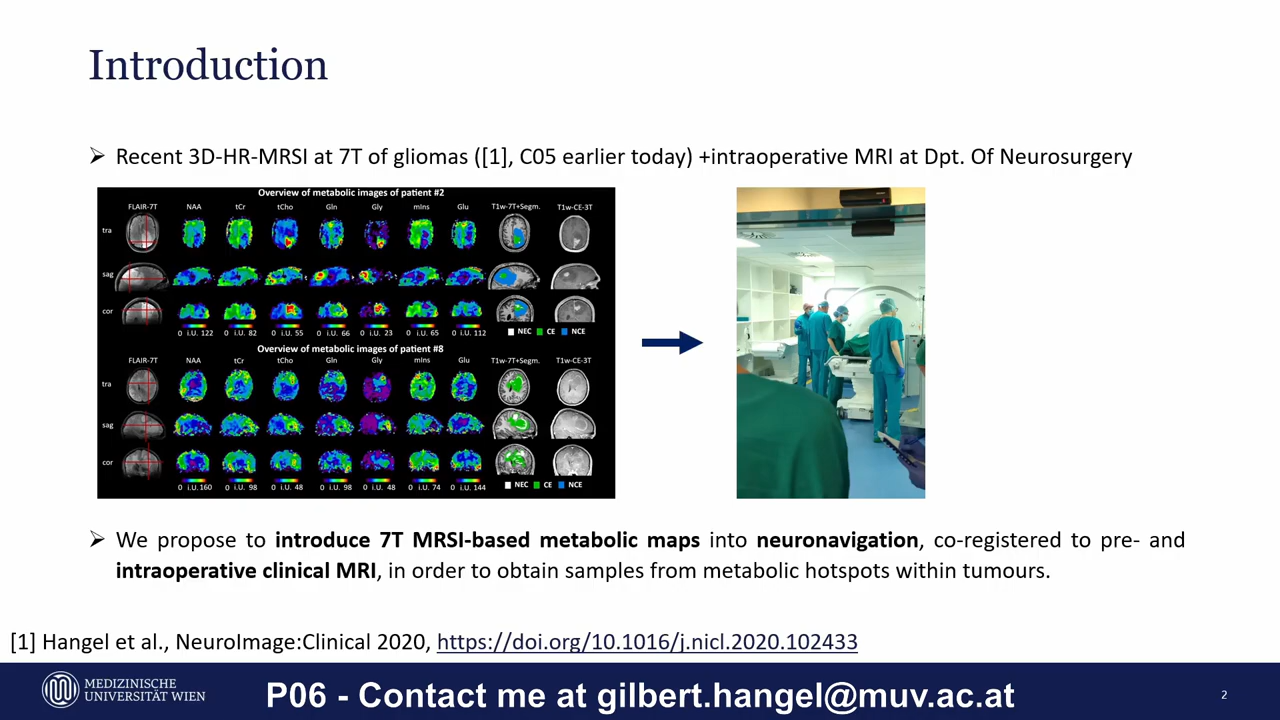 Introduction
➢ Recent 3D-HR-MRSI at 7T of gliomas ([1], C05 earlier today) +intraoperative MRI at Dpt. Of Neurosurgery
Overview of metabolic images of patient #2
FLAIR-7T NAA tCr tCho Gln Gly mIns Glu T1w-7T+Segm. T1w-CE-3T
tra
sag
cor
0 i.U. 122 0 i.U. 82 0 i.U. 55 0 i.U. 66 0 i.U. 23 0 i.U. 65 0 i.U. 112 NEC CE NCE
Overview of metabolic images of patient #8
FLAIR-7T NAA tCr tCho Gln Gly mIns Glu T1w-7T+Segm. T1w-CE-3T
tra
sag
cor
0 i.U. 160 0 i.U. 98 0 i.U. 48 0 i.U. 98 0 i.U. 48 0 i.U. 74 0 i.U. 144 NEC CE NCE
➢ We propose to introduce 7T MRSI-based metabolic maps into neuronavigation, co-registered to pre- and
intraoperative clinical MRI, in order to obtain samples from metabolic hotspots within tumours.
[1] Hangel et al., NeuroImage:Clinical 2020, https://doi.org/10.1016/j.nicl.2020.102433
MEDIZINISCHE
UNIVERSITÄT WIEN
P06 - Contact me at gilbert.hangel@muv.ac.at
2